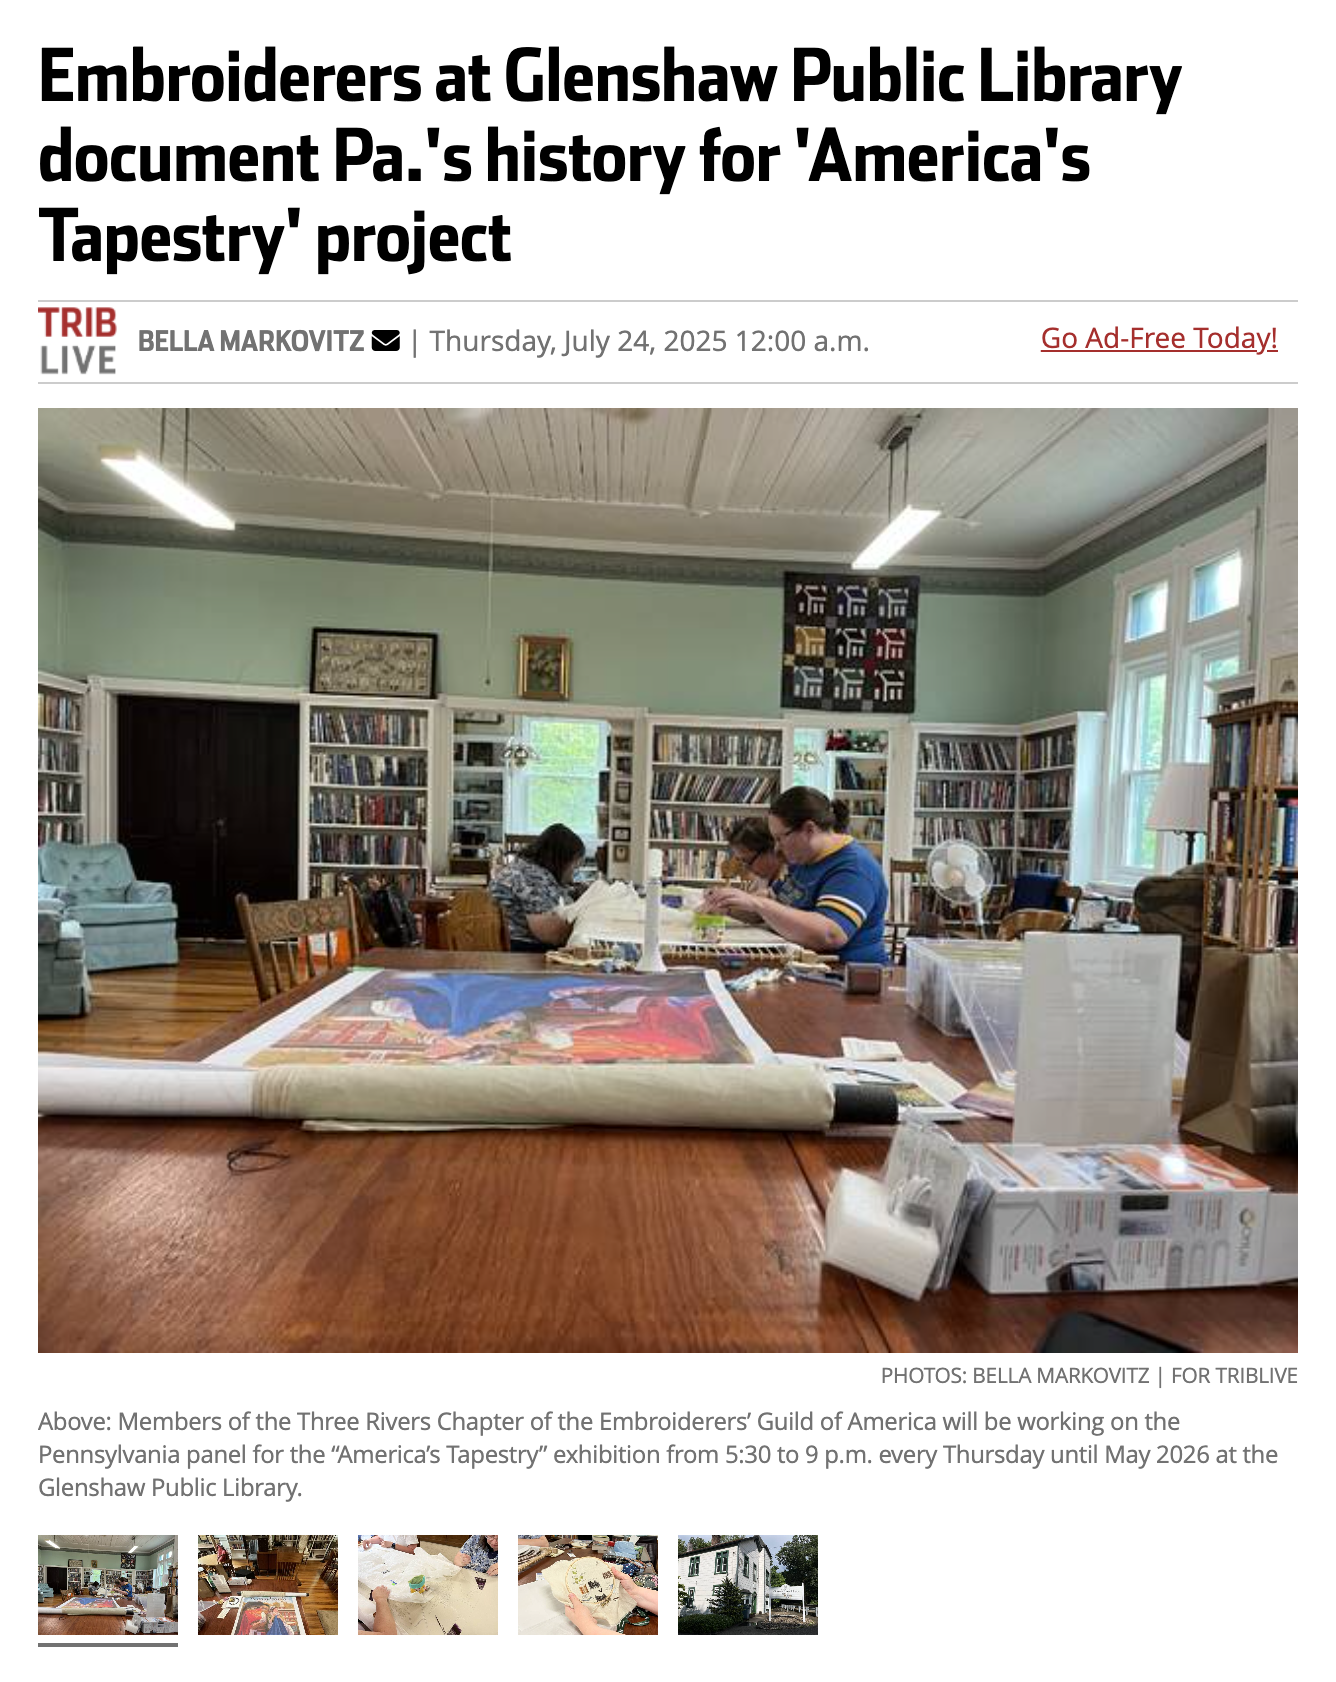 Embroiderers at Glenshaw Public Library
document Pa.'s history for 'America's
Tapestry' project
TRIB
LIVE
BELLA MARKOVITZ | Thursday, July 24, 2025 12:00 a.m.
Go Ad-Free Today!
PHOTOS: BELLA MARKOVITZ | FOR TRIBLIVE
Above: Members of the Three Rivers Chapter of the Embroiderers’ Guild of America will be working on the
Pennsylvania panel for the “America’s Tapestry” exhibition from 5:30 to 9 p.m. every Thursday until May 2026 at the
Glenshaw Public Library.